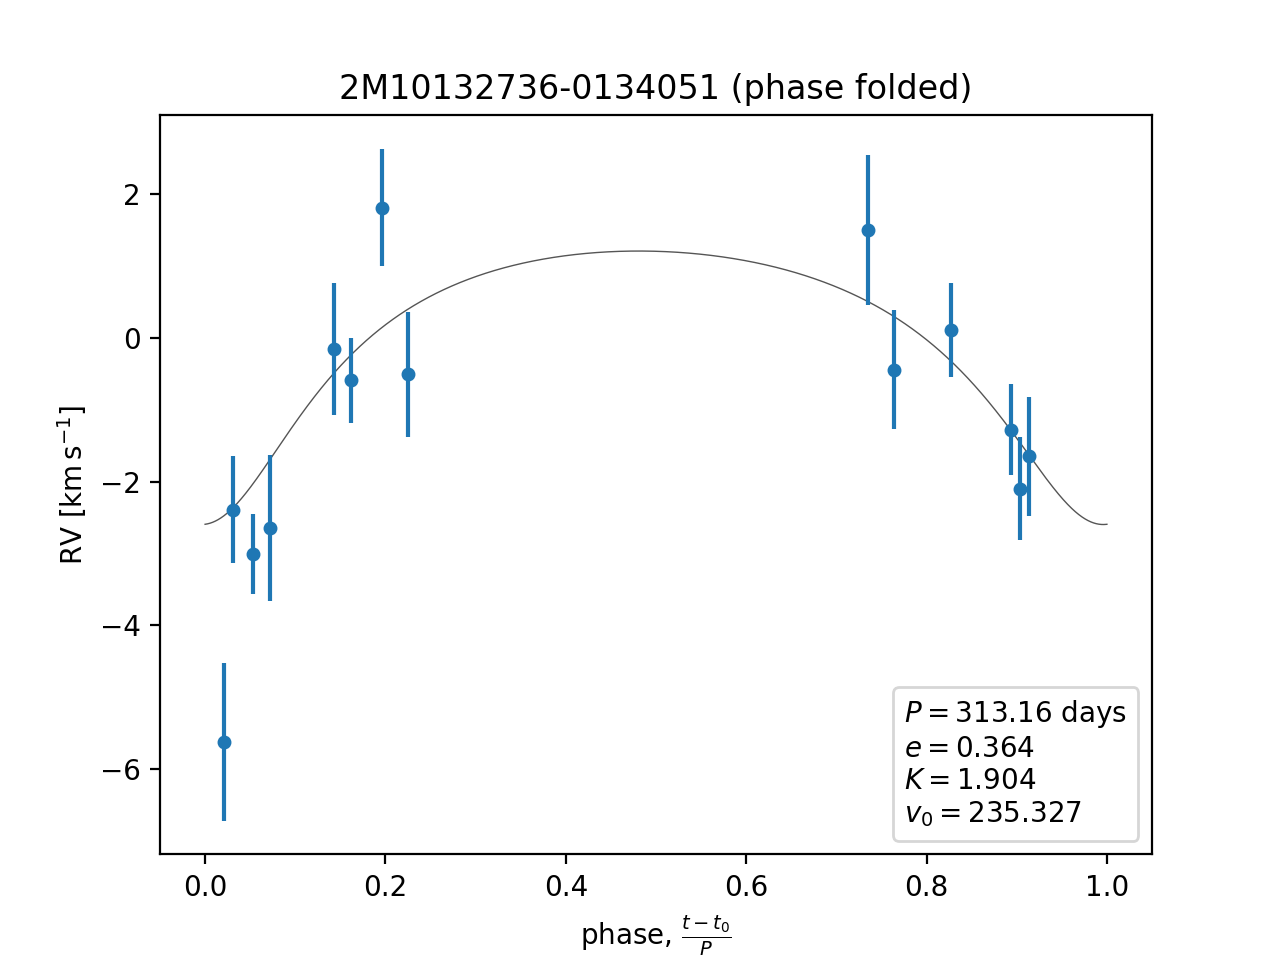 2M10132736-0134051 (phase folded)
RV [km s⁻¹]
2
0
−2
−4
−6
0.0 0.2 0.4 0.6 0.8 1.0
phase, (t − t₀)/P
P = 313.16 days
e = 0.364
K = 1.904
v₀ = 235.327